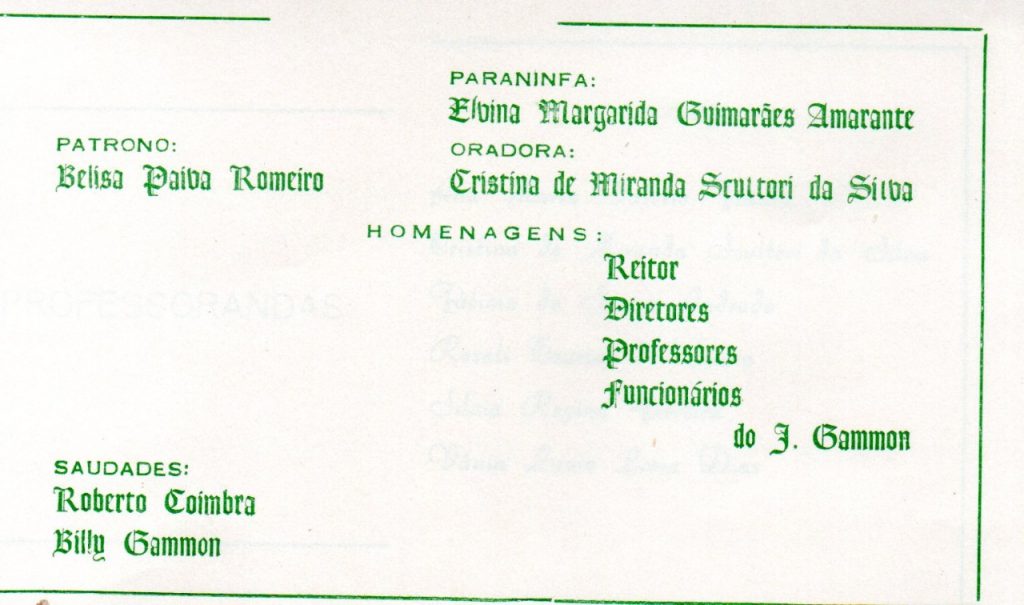 PARANINFA:
Elvina Margarida Guimarães Amarante
PATRONO:
Belisa Paiva Romeiro
ORADORA:
Cristina de Miranda Scultori da Silva
HOMENAGENS:
Reitor
Diretores
Professores
Funcionários
do J. Gammon
SAUDADES:
Roberto Coimbra
Billy Gammon
PROFESSORANDAS